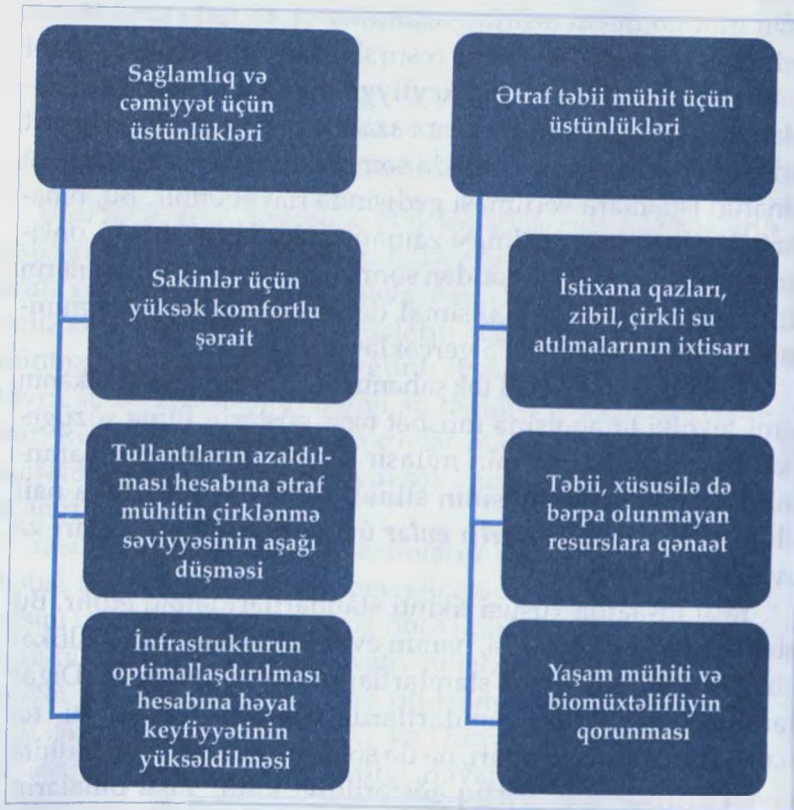 Sağlamlıq və
cəmiyyət üçün
üstünlükləri
Sakinlər üçün
yüksək komfortlu
şərait
Tullantıların azaldıl-
ması hesabına ətraf
mühitin çirklənmə
səviyyəsinin aşağı
düşməsi
İnfrastrukturun
optimallaşdırılması
hesabına həyat
keyfiyyətinin
yüksəldilməsi
Ətraf təbii mühit üçün
üstünlükləri
İstixana qazları,
zibil, çirkli su
atılmalarının ixtisarı
Təbii, xüsusilə də
bərpa olunmayan
resurslara qənaət
Yaşam mühiti və
biomüxtəlifliyin
qorunması